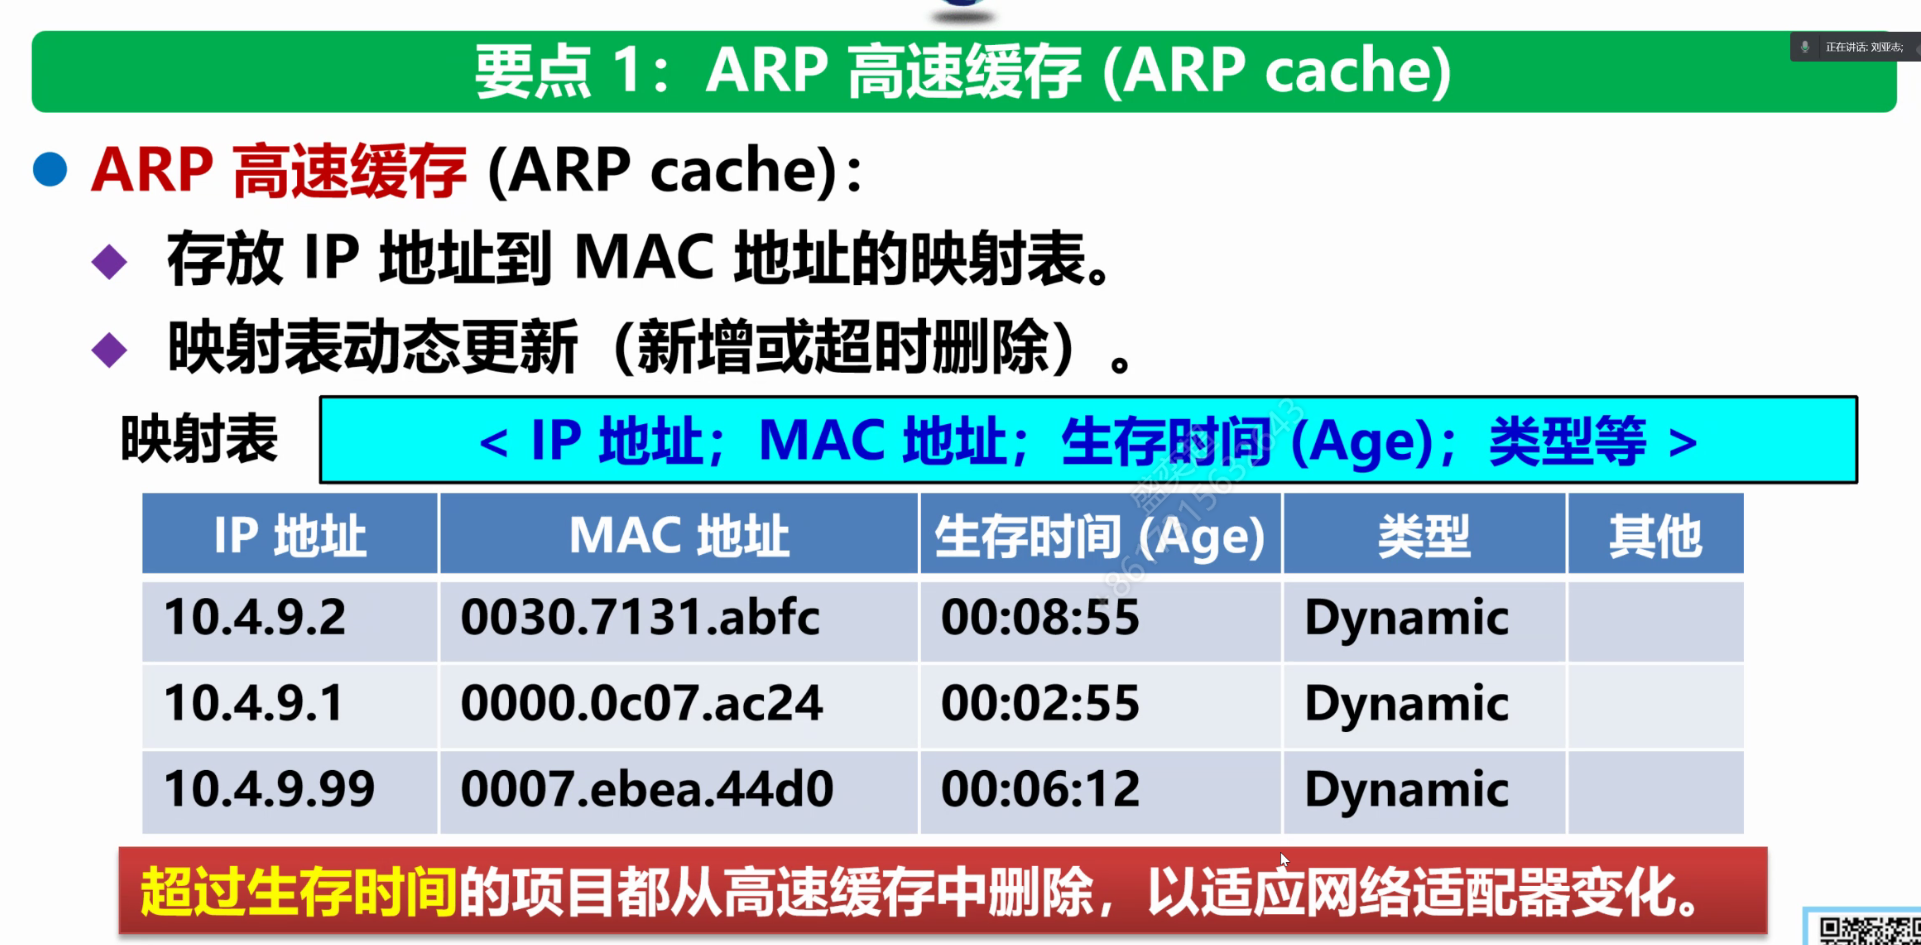 要点 1：ARP 高速缓存 (ARP cache)
正在讲话: 刘亚志;
ARP 高速缓存 (ARP cache)：
存放 IP 地址到 MAC 地址的映射表。
映射表动态更新（新增或超时删除）。
映射表
< IP 地址；MAC 地址；生存时间 (Age)；类型等 >
IP 地址 MAC 地址 生存时间 (Age) 类型 其他
10.4.9.2 0030.7131.abfc 00:08:55 Dynamic
10.4.9.1 0000.0c07.ac24 00:02:55 Dynamic
10.4.9.99 0007.ebea.44d0 00:06:12 Dynamic
超过生存时间的项目都从高速缓存中删除，以适应网络适配器变化。